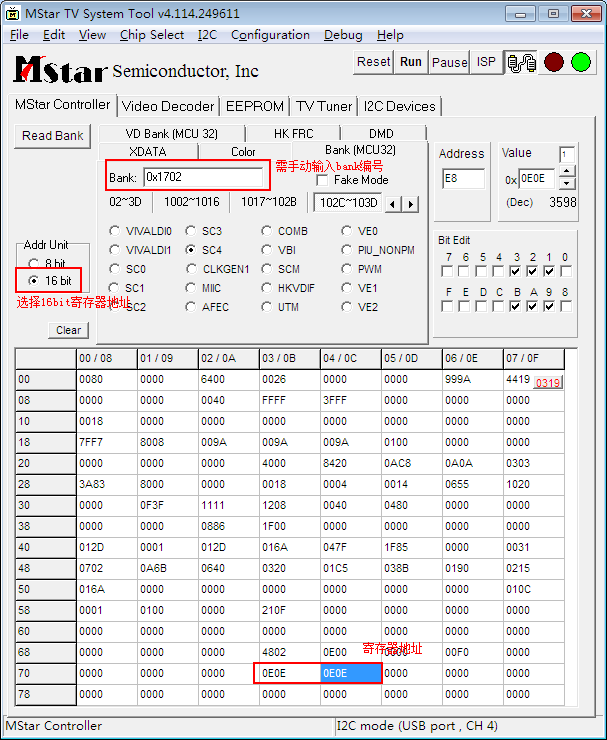 MStar TV System Tool v4.114.249611
File Edit View Chip Select I2C Configuration Debug Help
MStar Semiconductor, Inc
Reset Run Pause ISP
MStar Controller Video Decoder EEPROM TV Tuner I2C Devices
Read Bank
VD Bank (MCU 32) HK FRC DMD
XDATA Color Bank (MCU32)
需手动输入bank编号
Bank: 0x1702
Fake Mode
02~3D 1002~1016 1017~102B 102C~103D
VIVALDI0 SC3 COMB VE0
VIVALDI1 SC4 VBI PIU_NONPM
SC0 CLKGEN1 SCM PWM
SC1 MIIC HKVDIF VE1
SC2 AFEC UTM VE2
Address
E8
Value 1
0x 0E0E
(Dec) 3598
Bit Edit
7 6 5 4 3 2 1 0
F E D C B A 9 8
Addr Unit
8 bit
16 bit
选择16bit寄存器地址
Clear
00 / 08 01 / 09 02 / 0A 03 / 0B 04 / 0C 05 / 0D 06 / 0E 07 / 0F
00 0080 0000 6400 0026 0000 0000 999A 4419 0319
08 0000 0000 0040 FFFF 3FFF 0000 0000 0000
10 0018 0000 0000 0000 0000 0000 0000 0000
18 7FF7 8008 009A 009A 009A 0100 0000 0000
20 0000 0000 0000 4000 8420 0AC8 0A0A 0303
28 3A83 8000 0000 0018 0004 0014 0655 1020
30 0000 0F3F 1111 1208 0040 0480 0000 0000
38 0000 0000 0886 1F00 0000 0000 0000 0000
40 012D 0001 012D 016A 047F 1F85 0000 0031
48 0702 0A6B 0640 0320 01C5 038B 0190 0215
50 016A 0000 0000 0000 0000 0000 0000 010C
58 0001 0100 0000 210F 0000 0000 0000 0000
60 0000 0000 0000 0000 0000 0000 0000 0000
68 0000 0000 0000 4802 0E00 0000 00F0 0000
寄存器地址
70 0000 0000 0000 0E0E 0E0E 0000 0000 0000
78 0000 0000 0000 0000 0000 0000 0000 0000
MStar Controller I2C mode (USB port , CH 4)